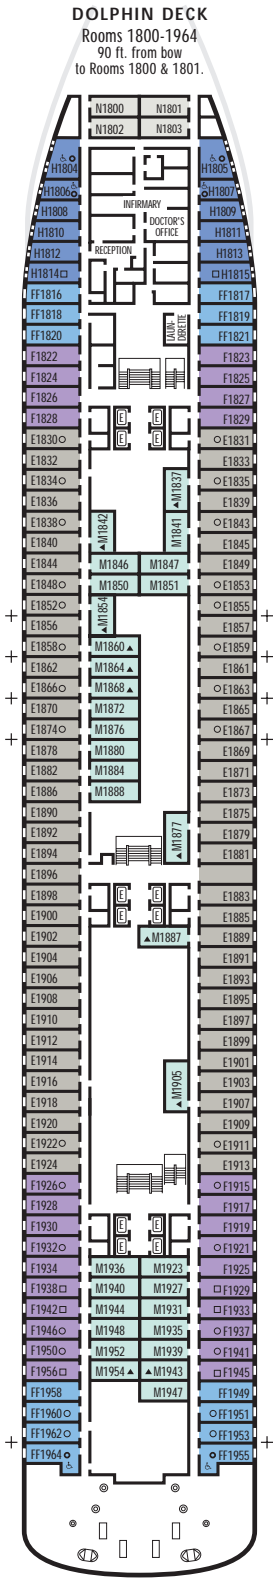 DOLPHIN DECK
Rooms 1800-1964
90 ft. from bow
to Rooms 1800 & 1801.
N1800 N1801
N1802 N1803
H1804 H1805
H1806 H1807
INFIRMARY
H1808 H1809
DOCTOR'S
OFFICE
H1810 H1811
RECEPTION
H1812 H1813
H1814 H1815
FF1816 FF1817
FF1818 FF1819
LAUN-
DERETTE
FF1820 FF1821
F1822 F1823
F1824 F1825
F1826 F1827
F1828 E E F1829
E1830 E E E1831
E1832 E1833
E1834 M1837 E1835
E1836 E1839
E1838 M1842 M1841 E1843
E1840 E1845
E1844 M1846 M1847 E1849
E1848 M1850 M1851 E1853
E1852 M1854 E1855
E1856 E1857
E1858 M1860 E1859
E1862 M1864 E1861
E1866 M1868 E1863
E1870 M1872 E1865
E1874 M1876 E1867
E1878 M1880 E1869
E1882 M1884 E1871
E1886 M1888 E1873
E1890 E1875
E1892 M1877 E1879
E1894 E1881
E1896
E1898 E E E1883
E1900 E E E1885
E1902 M1887 E1889
E1904 E1891
E1906 E1893
E1908 E1895
E1910 E1897
E1912 E1899
E1914 E1901
E1916 M1905 E1903
E1918 E1907
E1920 E1909
E1922 E1911
E1924 E1913
F1926 F1915
F1928 F1917
F1930 E E F1919
F1932 E E F1921
F1934 M1936 M1923 F1925
F1938 M1940 M1927 F1929
F1942 M1944 M1931 F1933
F1946 M1948 M1935 F1937
F1950 M1952 M1939 F1941
F1956 M1954 M1943 F1945
FF1958 M1947 FF1949
FF1960 FF1951
FF1962 FF1953
FF1964 FF1955